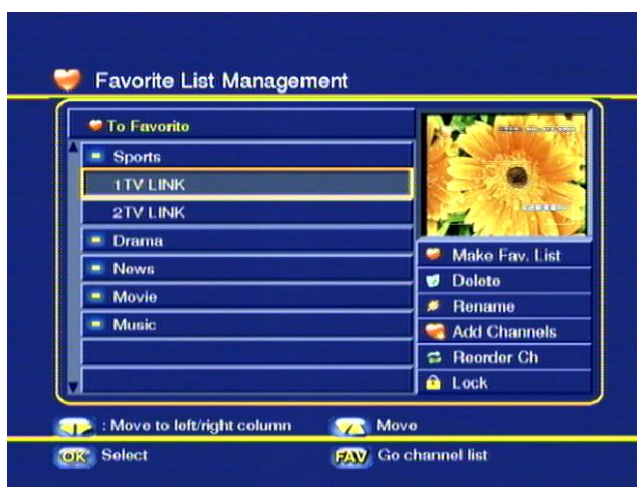 Favorite List Management
To Favorite
Sports
1TV LINK
2TV LINK
Drama
News
Movie
Music
Make Fav. List
Delete
Rename
Add Channels
Reorder Ch
Lock
: Move to left/right column
Move
OK Select
FAV Go channel list